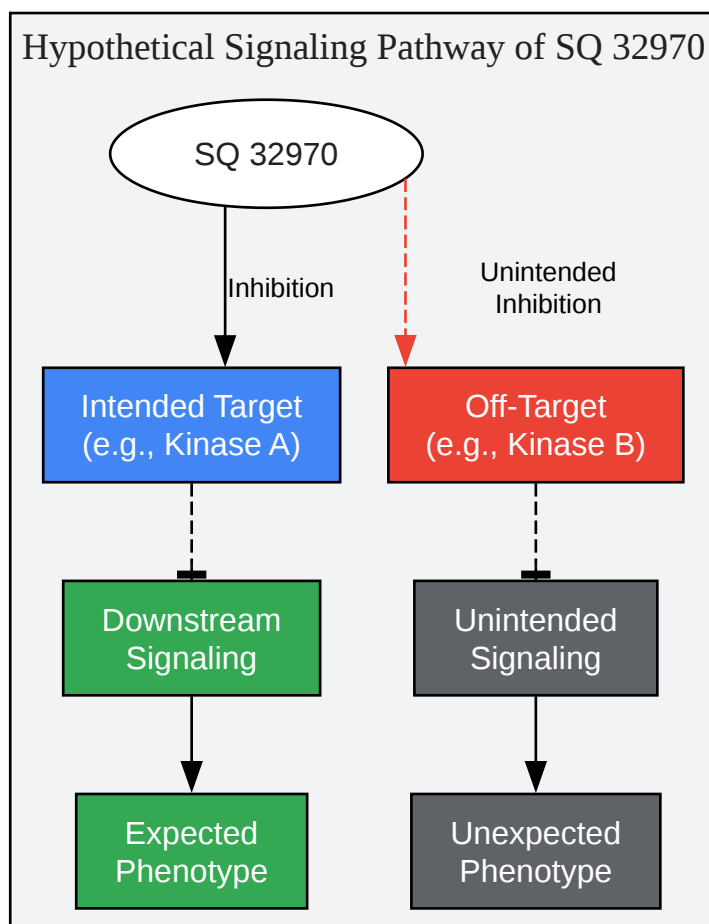 Hypothetical Signaling Pathway of SQ 32970
SQ 32970
Inhibition
Unintended
Inhibition
Intended Target
(e.g., Kinase A)
Off-Target
(e.g., Kinase B)
Downstream
Signaling
Unintended
Signaling
Expected
Phenotype
Unexpected
Phenotype